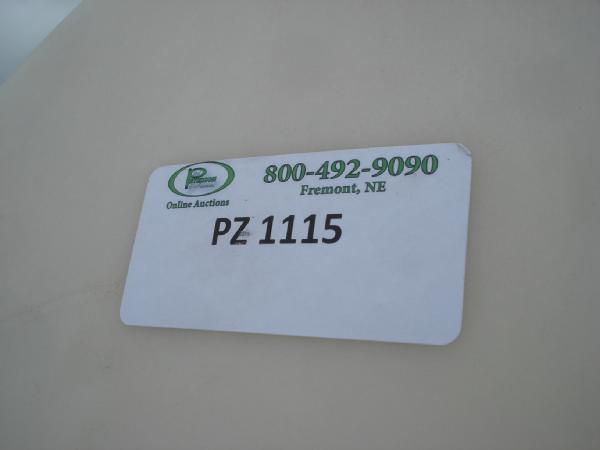 800-492-9090
Fremont, NE
Online Auctions
PZ 1115